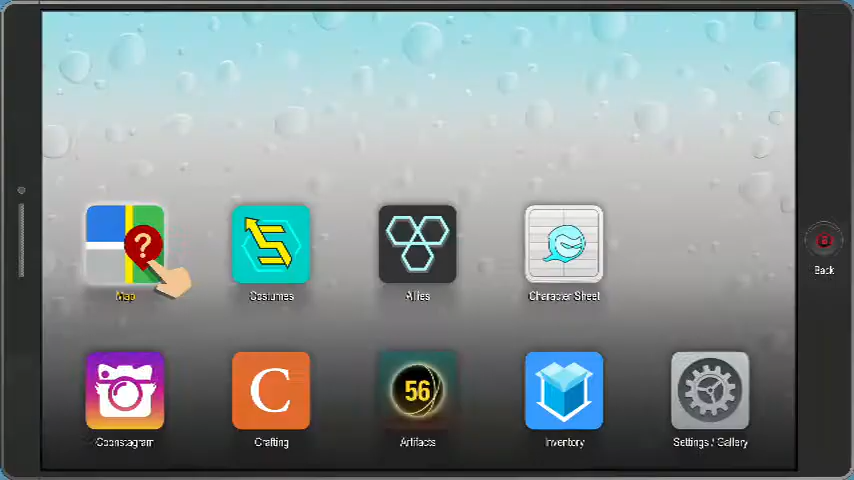 ?
Map
Costumes
Allies
Character Sheet
Back
Coonstagram
C
Crafting
56
Artifacts
Inventory
Settings / Gallery